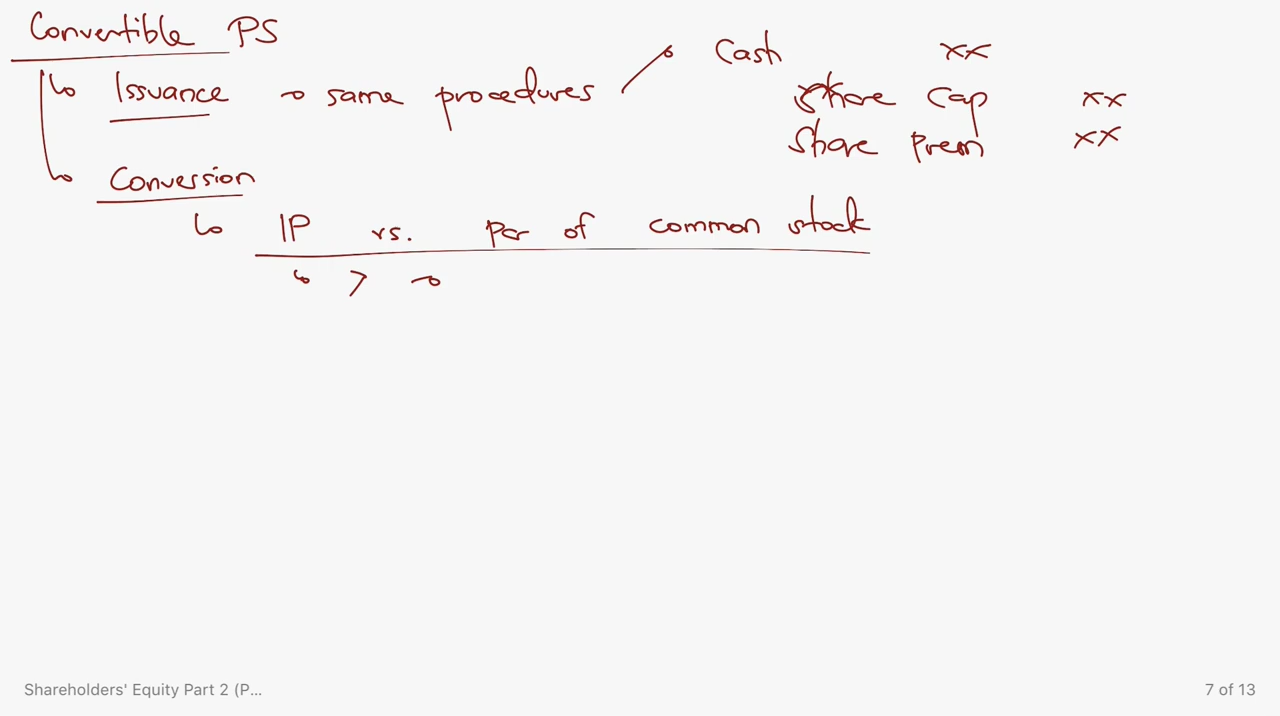 Convertible PS
Issuance → same procedures
Cash xx
Share Cap xx
Share Prem xx
Conversion
IP vs. Par of common stock
> →
Shareholders' Equity Part 2 (P...
7 of 13